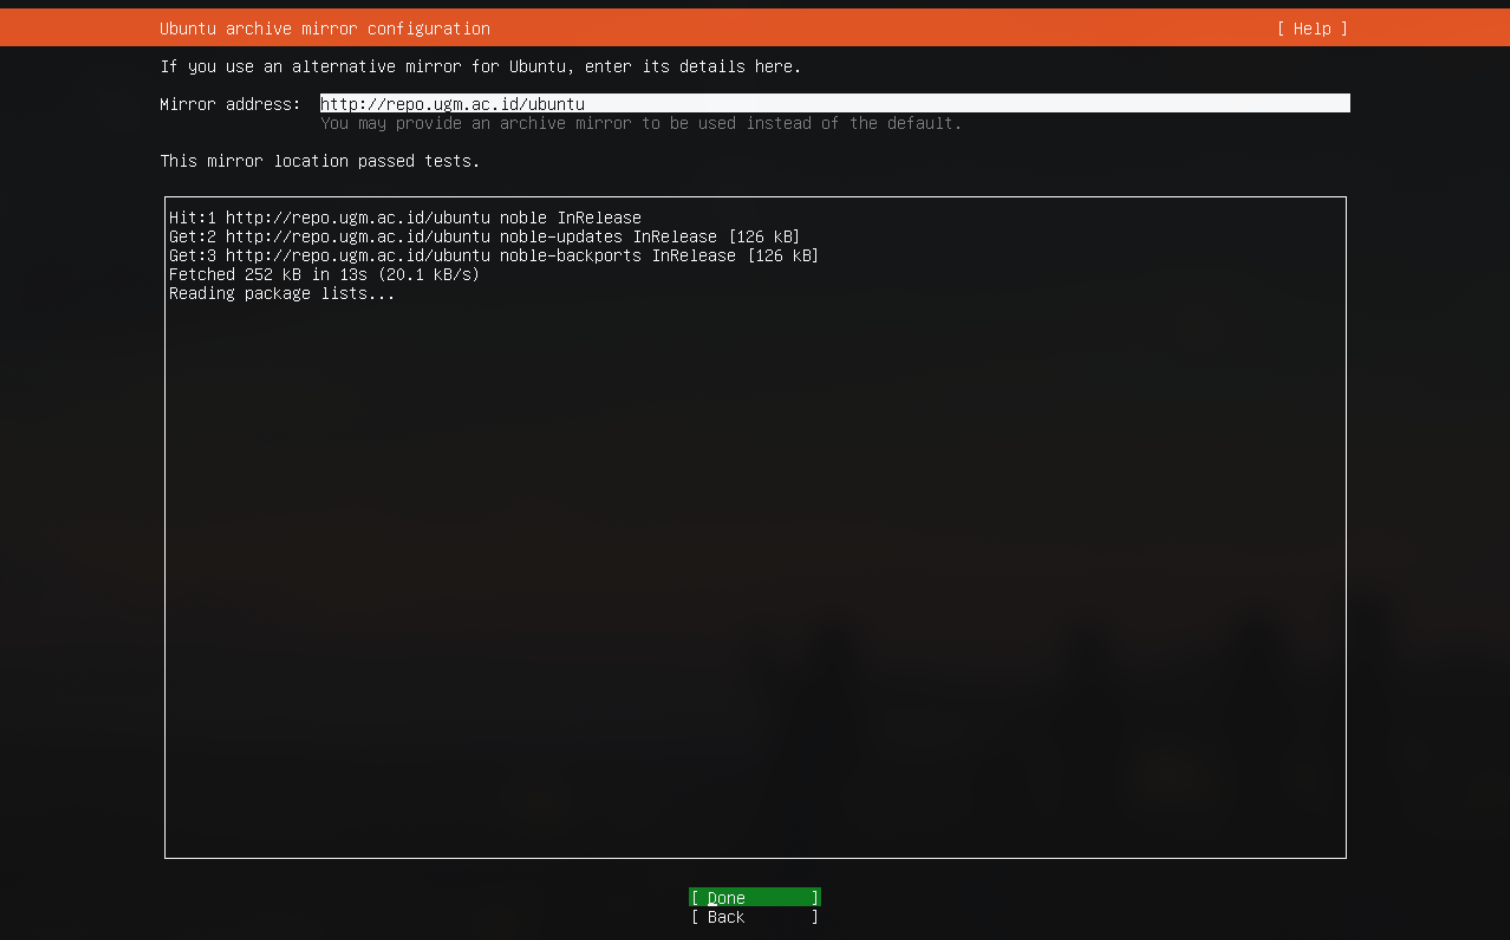 Ubuntu archive mirror configuration [ Help ]
If you use an alternative mirror for Ubuntu, enter its details here.
Mirror address: http://repo.ugm.ac.id/ubuntu
You may provide an archive mirror to be used instead of the default.
This mirror location passed tests.
Hit:1 http://repo.ugm.ac.id/ubuntu noble InRelease
Get:2 http://repo.ugm.ac.id/ubuntu noble-updates InRelease [126 kB]
Get:3 http://repo.ugm.ac.id/ubuntu noble-backports InRelease [126 kB]
Fetched 252 kB in 13s (20.1 kB/s)
Reading package lists...
[ Done ]
[ Back ]